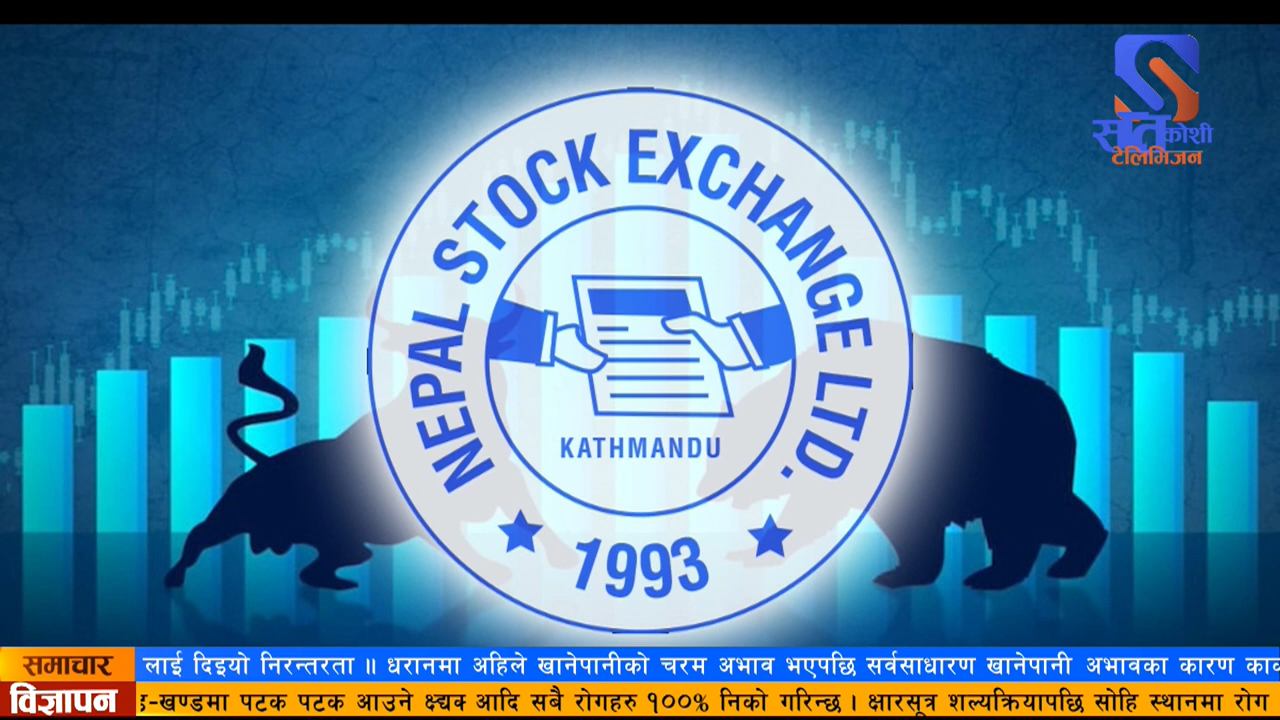 सप्तकोशी
टेलिभिजन
NEPAL STOCK EXCHANGE LTD.
KATHMANDU
1993
समाचार
लाई दिइयो निरन्तरता ॥ धरानमा अहिले खानेपानीको चरम अभाव भएपछि सर्वसाधारण खानेपानी अभावका कारण
विज्ञापन
-खण्डमा पटक पटक आउने क्ष्यक आदि सबै रोगहरु १००% निको गरिन्छ । क्षारसूत्र शल्यक्रियापछि सोहि स्थानमा रोग